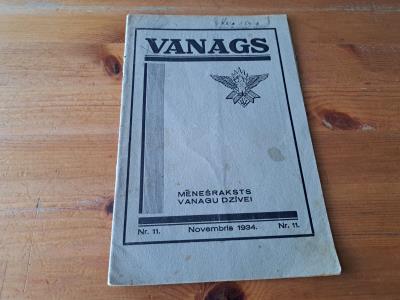 VANAGS
MĒNEŠRAKSTS
VANAGU DZĪVEI
Nr. 11. Novembris 1934. Nr. 11.